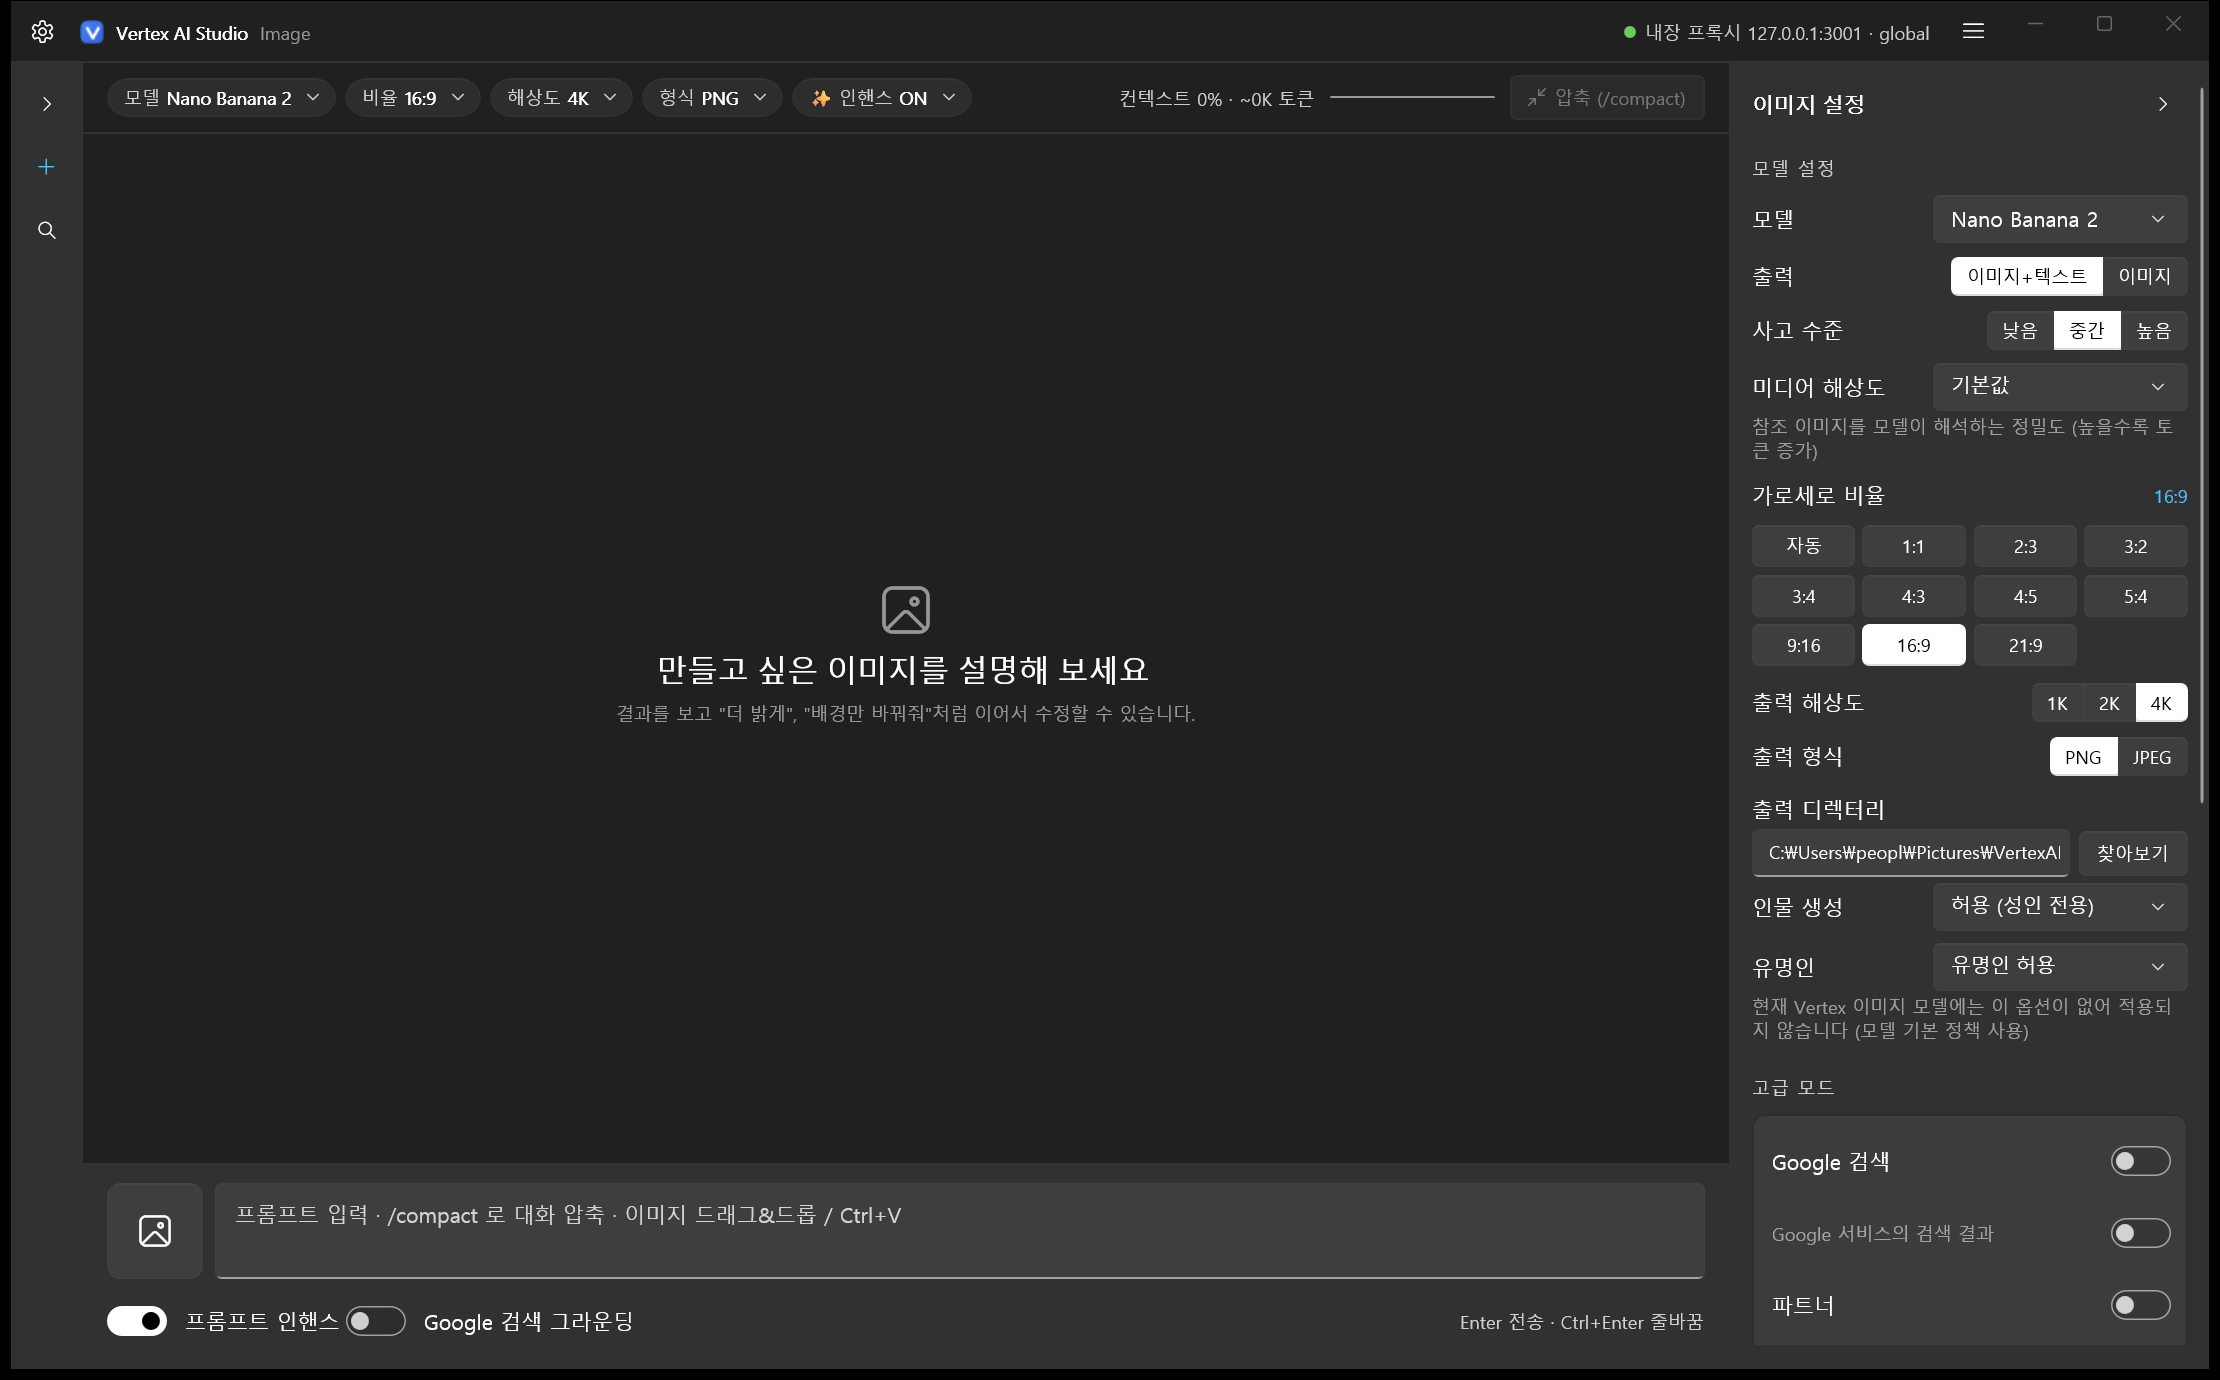 Vertex AI Studio Image
내장 프록시 127.0.0.1:3001 · global
모델 Nano Banana 2
비율 16:9
해상도 4K
형식 PNG
✨ 인핸스 ON
컨텍스트 0% · ~0K 토큰
압축 (/compact)
만들고 싶은 이미지를 설명해 보세요
결과를 보고 "더 밝게", "배경만 바꿔줘"처럼 이어서 수정할 수 있습니다.
프롬프트 입력 · /compact 로 대화 압축 · 이미지 드래그&드롭 / Ctrl+V
프롬프트 인핸스
Google 검색 그라운딩
Enter 전송 · Ctrl+Enter 줄바꿈
이미지 설정
모델 설정
모델
Nano Banana 2
출력
이미지+텍스트 이미지
사고 수준
낮음 중간 높음
미디어 해상도
기본값
참조 이미지를 모델이 해석하는 정밀도 (높을수록 토
큰 증가)
가로세로 비율
16:9
자동 1:1 2:3 3:2
3:4 4:3 4:5 5:4
9:16 16:9 21:9
출력 해상도
1K 2K 4K
출력 형식
PNG JPEG
출력 디렉터리
C:₩Users₩peopl₩Pictures₩VertexAI
찾아보기
인물 생성
허용 (성인 전용)
유명인
유명인 허용
현재 Vertex 이미지 모델에는 이 옵션이 없어 적용되
지 않습니다 (모델 기본 정책 사용)
고급 모드
Google 검색
Google 서비스의 검색 결과
파트너